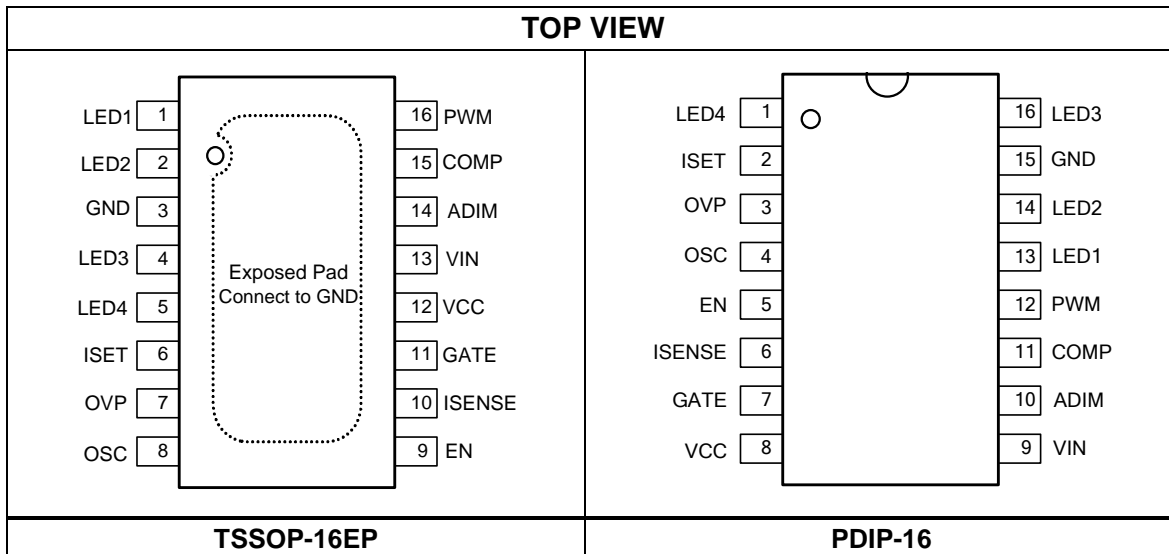 TOP VIEW
LED1 1 16 PWM
LED2 2 15 COMP
GND 3 14 ADIM
LED3 4 13 VIN
Exposed Pad
Connect to GND
LED4 5 12 VCC
ISET 6 11 GATE
OVP 7 10 ISENSE
OSC 8 9 EN
TSSOP-16EP
LED4 1 16 LED3
ISET 2 15 GND
OVP 3 14 LED2
OSC 4 13 LED1
EN 5 12 PWM
ISENSE 6 11 COMP
GATE 7 10 ADIM
VCC 8 9 VIN
PDIP-16